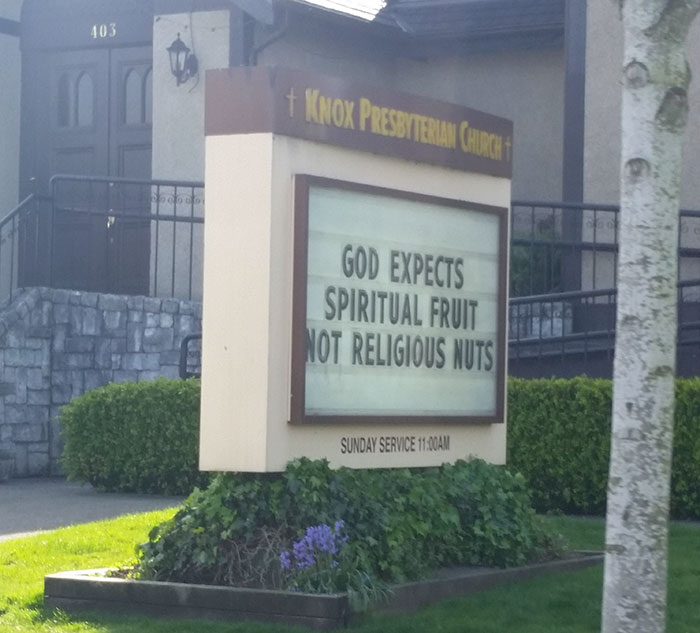 403
† KNOX PRESBYTERIAN CHURCH †
GOD EXPECTS
SPIRITUAL FRUIT
NOT RELIGIOUS NUTS
SUNDAY SERVICE 11:00AM